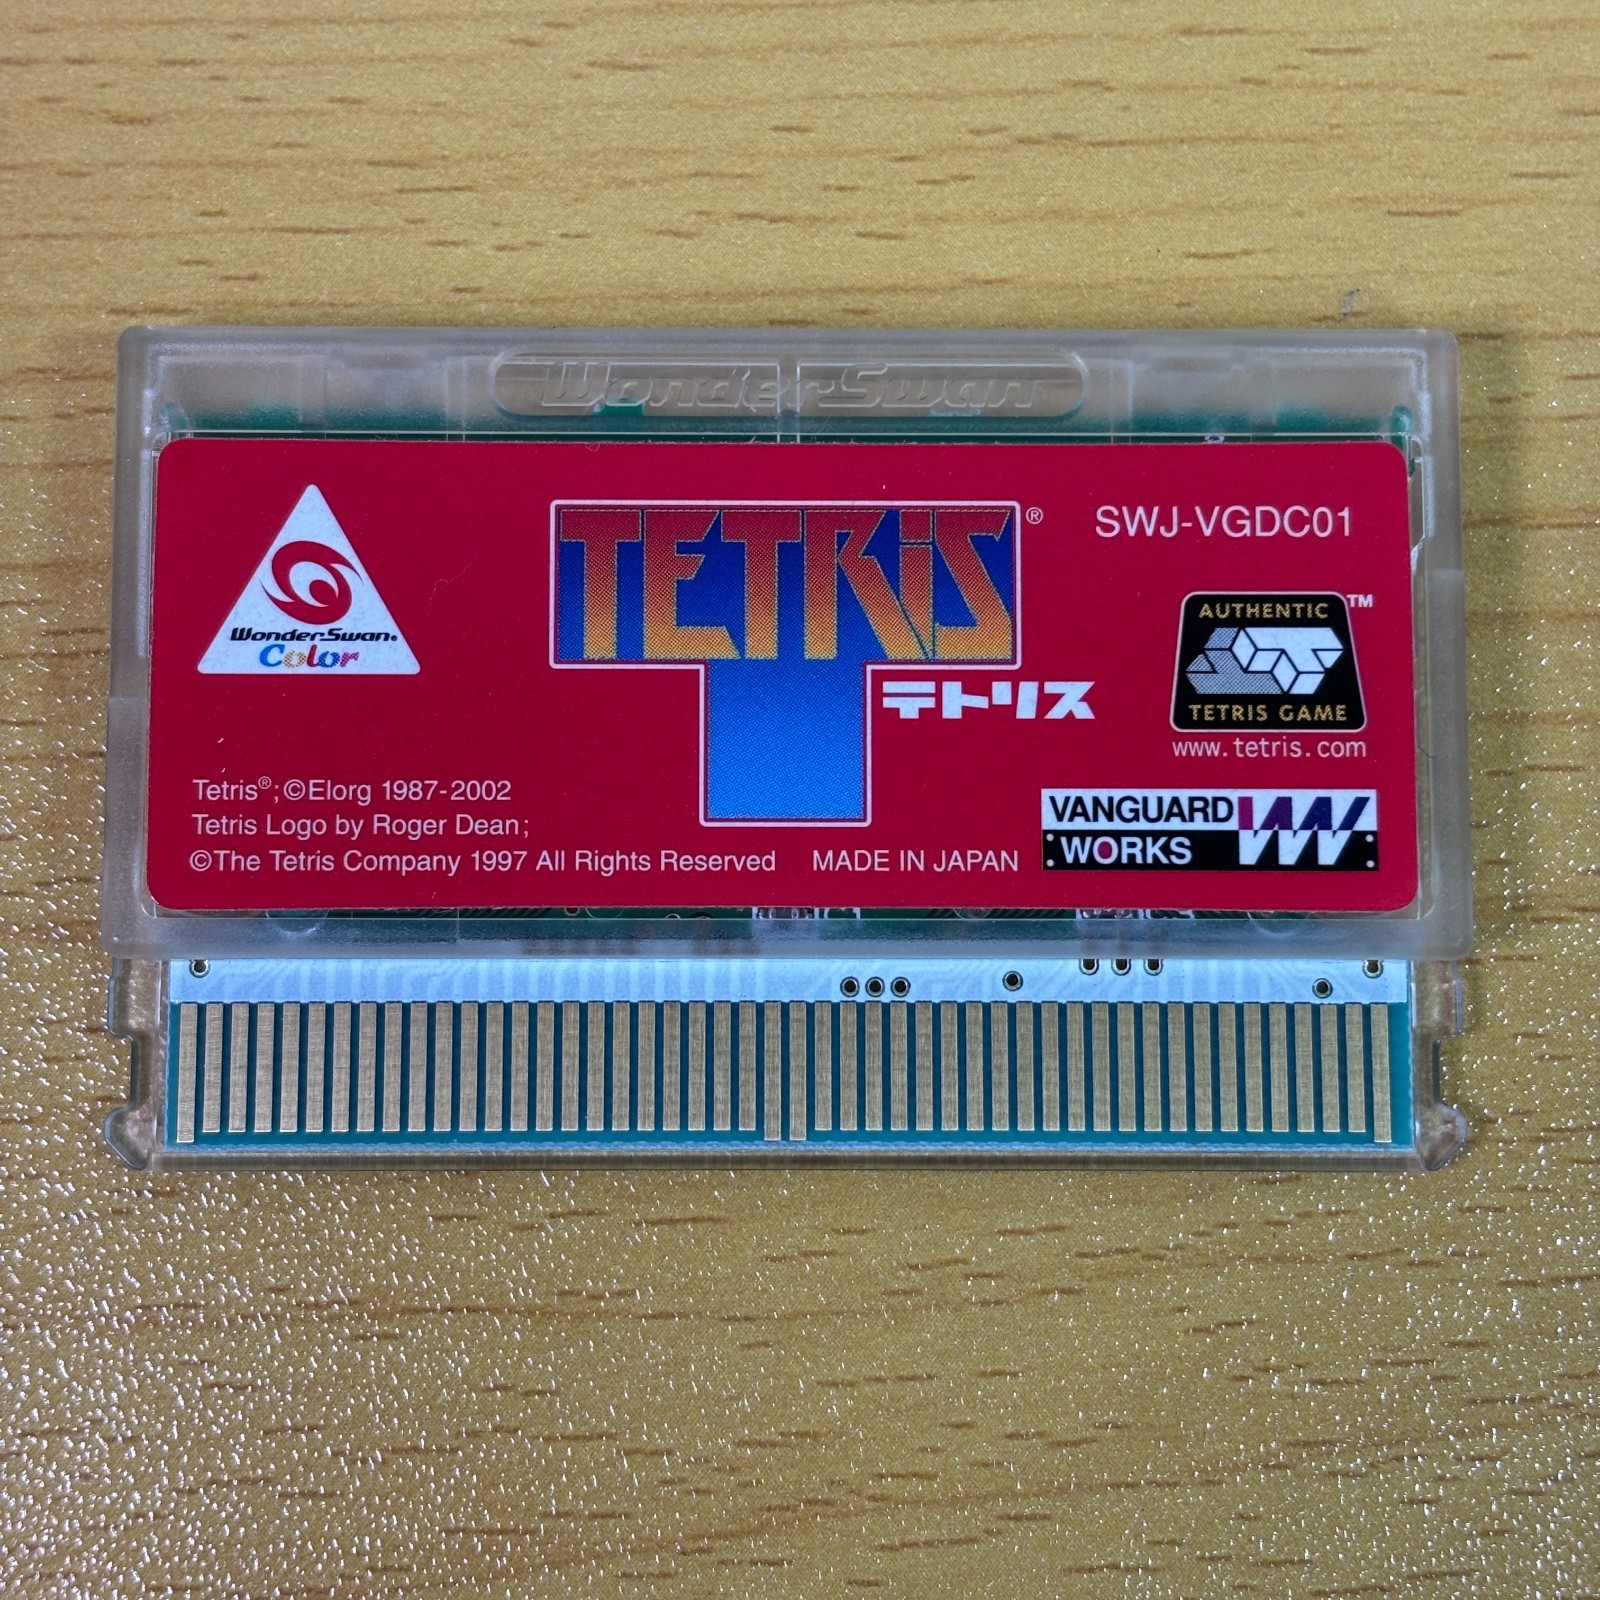 WonderSwan
WonderSwan®
Color
TETRiS®
テトリス
SWJ-VGDC01
AUTHENTIC
TETRIS GAME
™
www.tetris.com
Tetris®;©Elorg 1987-2002
Tetris Logo by Roger Dean;
©The Tetris Company 1997 All Rights Reserved
MADE IN JAPAN
VANGUARD
WORKS
VW